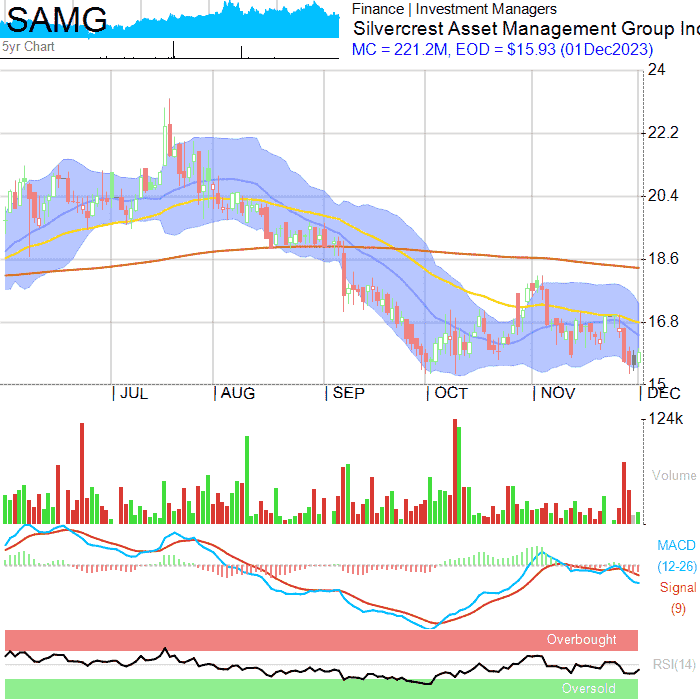 SAMG
5yr Chart
Finance | Investment Managers
Silvercrest Asset Management Group Inc
MC = 221.2M, EOD = $15.93 (01Dec2023)
24
22.2
20.4
18.6
16.8
15
| JUL
| AUG
| SEP
| OCT
| NOV
| DEC
124k
Volume
MACD
(12-26)
Signal
(9)
Overbought
RSI(14)
Oversold